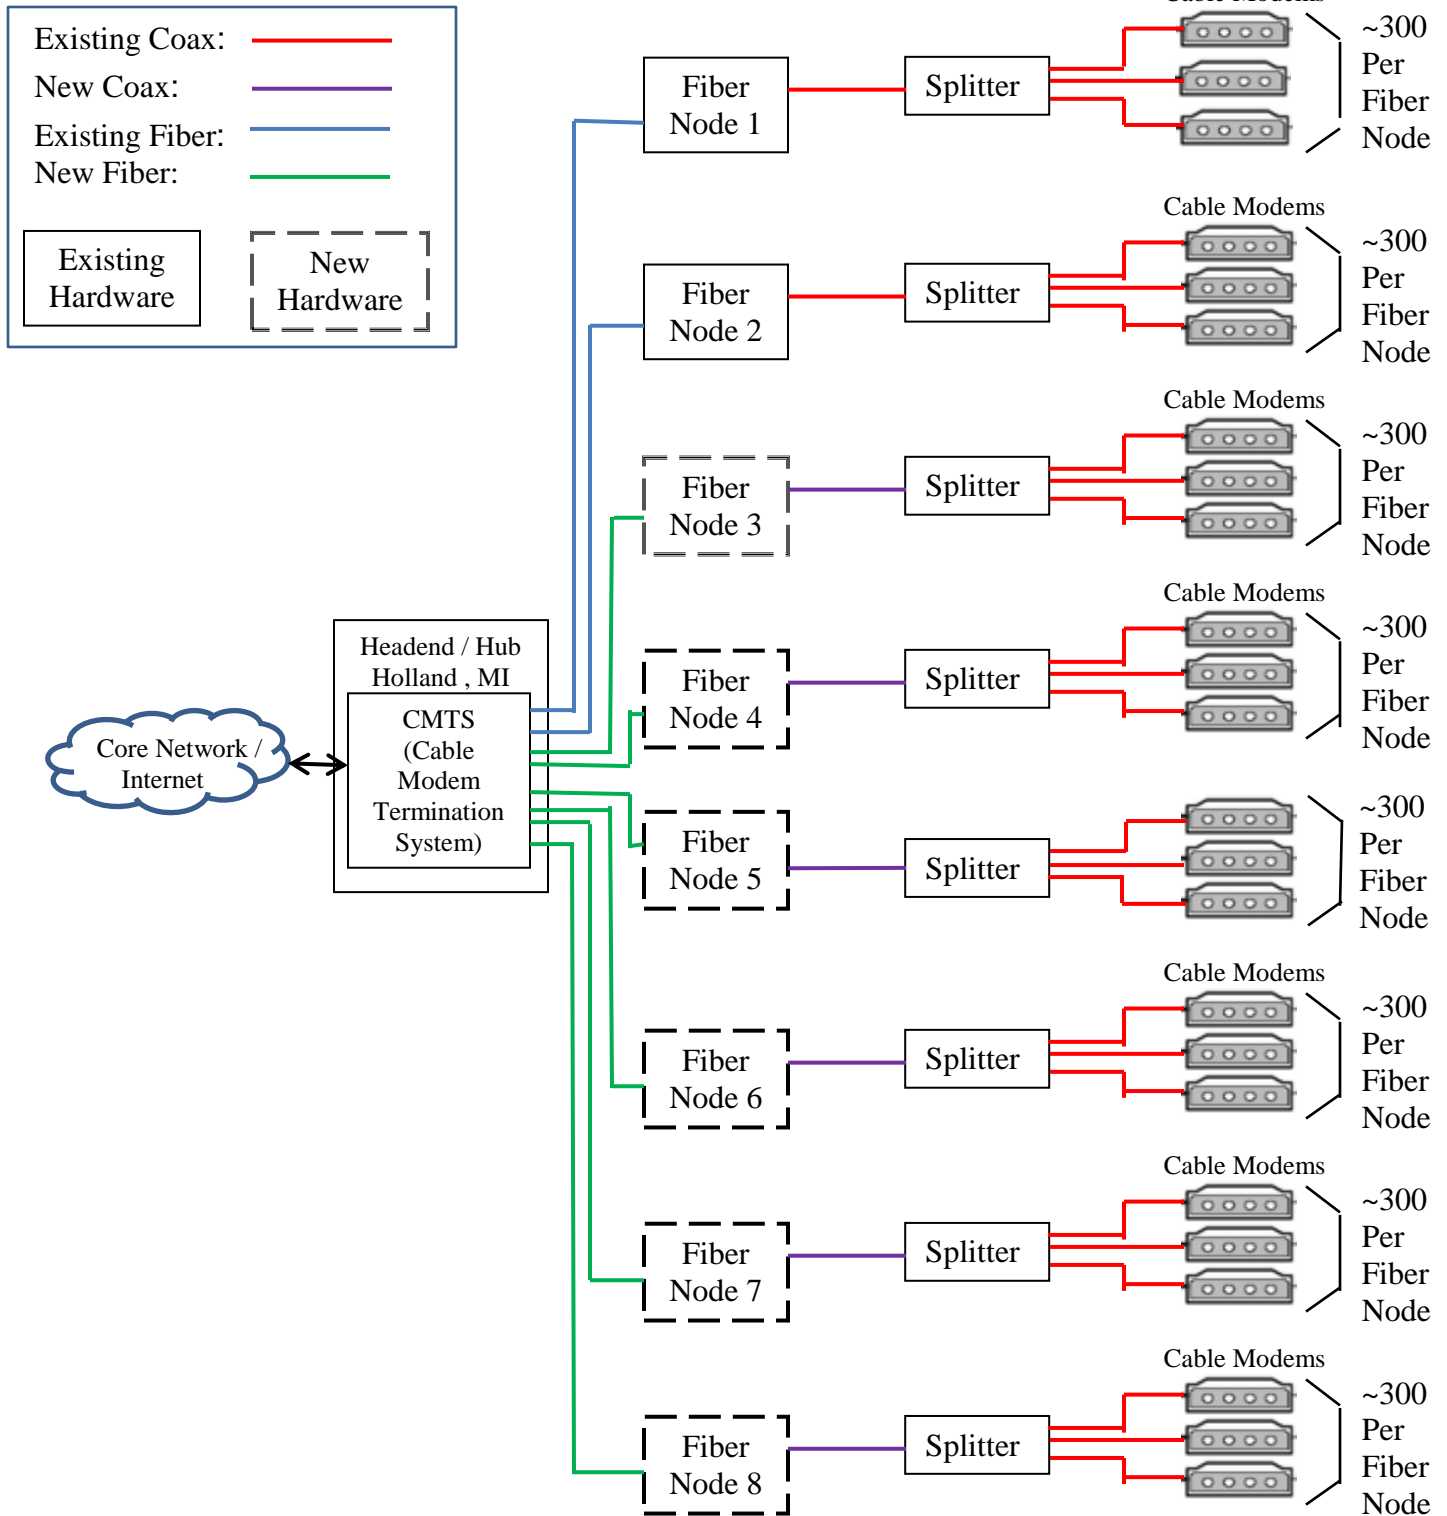 Existing Coax:
New Coax:
Existing Fiber:
New Fiber:
Existing
Hardware
New
Hardware
Core Network /
Internet
Headend / Hub
Holland , MI
CMTS
(Cable
Modem
Termination
System)
Fiber
Node 1
Splitter
Cable Modems
~300
Per
Fiber
Node
Fiber
Node 2
Splitter
Cable Modems
~300
Per
Fiber
Node
Fiber
Node 3
Splitter
Cable Modems
~300
Per
Fiber
Node
Fiber
Node 4
Splitter
Cable Modems
~300
Per
Fiber
Node
Fiber
Node 5
Splitter
~300
Per
Fiber
Node
Fiber
Node 6
Splitter
Cable Modems
~300
Per
Fiber
Node
Fiber
Node 7
Splitter
Cable Modems
~300
Per
Fiber
Node
Fiber
Node 8
Splitter
Cable Modems
~300
Per
Fiber
Node